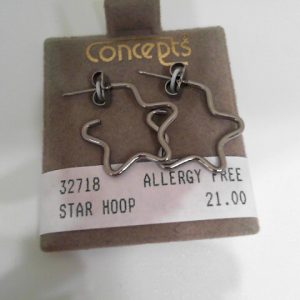 Concepts
32718 ALLERGY FREE
STAR HOOP 21.00